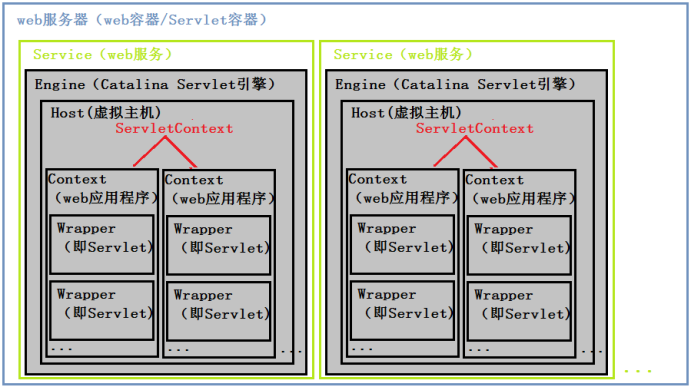 web服务器（web容器/Servlet容器）
Service（web服务）
Engine（Catalina Servlet引擎）
Host(虚拟主机)
ServletContext
Context
（web应用程序）
Wrapper
（即Servlet)
Wrapper
（即Servlet)
...
Context
（web应用程序）
Wrapper
（即Servlet)
Wrapper
（即Servlet)
...
...
Service（web服务）
Engine（Catalina Servlet引擎）
Host(虚拟主机)
ServletContext
Context
（web应用程序）
Wrapper
（即Servlet)
Wrapper
（即Servlet)
...
Context
（web应用程序）
Wrapper
（即Servlet)
Wrapper
（即Servlet)
...
...
...